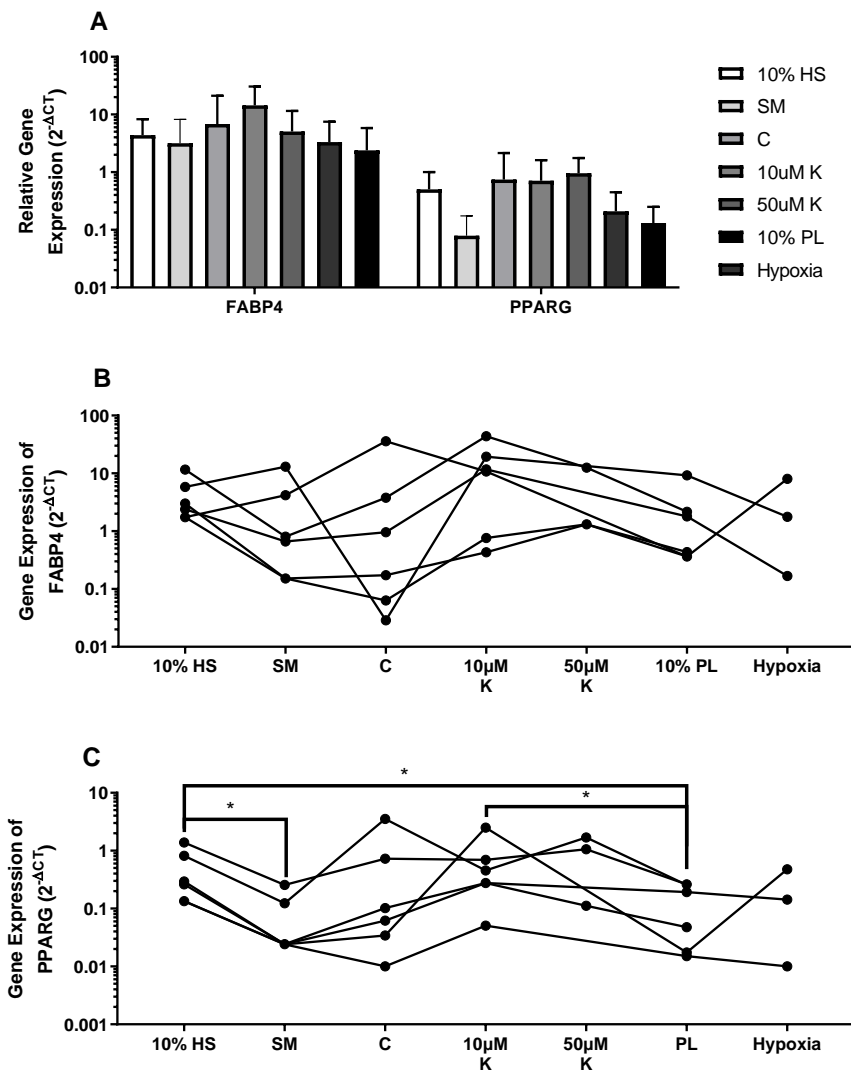 A
Relative Gene
Expression (2^-ΔCT)
100
10
1
0.1
0.01
FABP4 PPARG
10% HS
SM
C
10uM K
50uM K
10% PL
Hypoxia
B
Gene Expression of
FABP4 (2^-ΔCT)
100
10
1
0.1
0.01
10% HS SM C 10µM 50µM 10% PL Hypoxia
K K
C
Gene Expression of
PPARG (2^-ΔCT)
10
1
0.1
0.01
0.001
*
*
*
10% HS SM C 10µM 50µM PL Hypoxia
K K